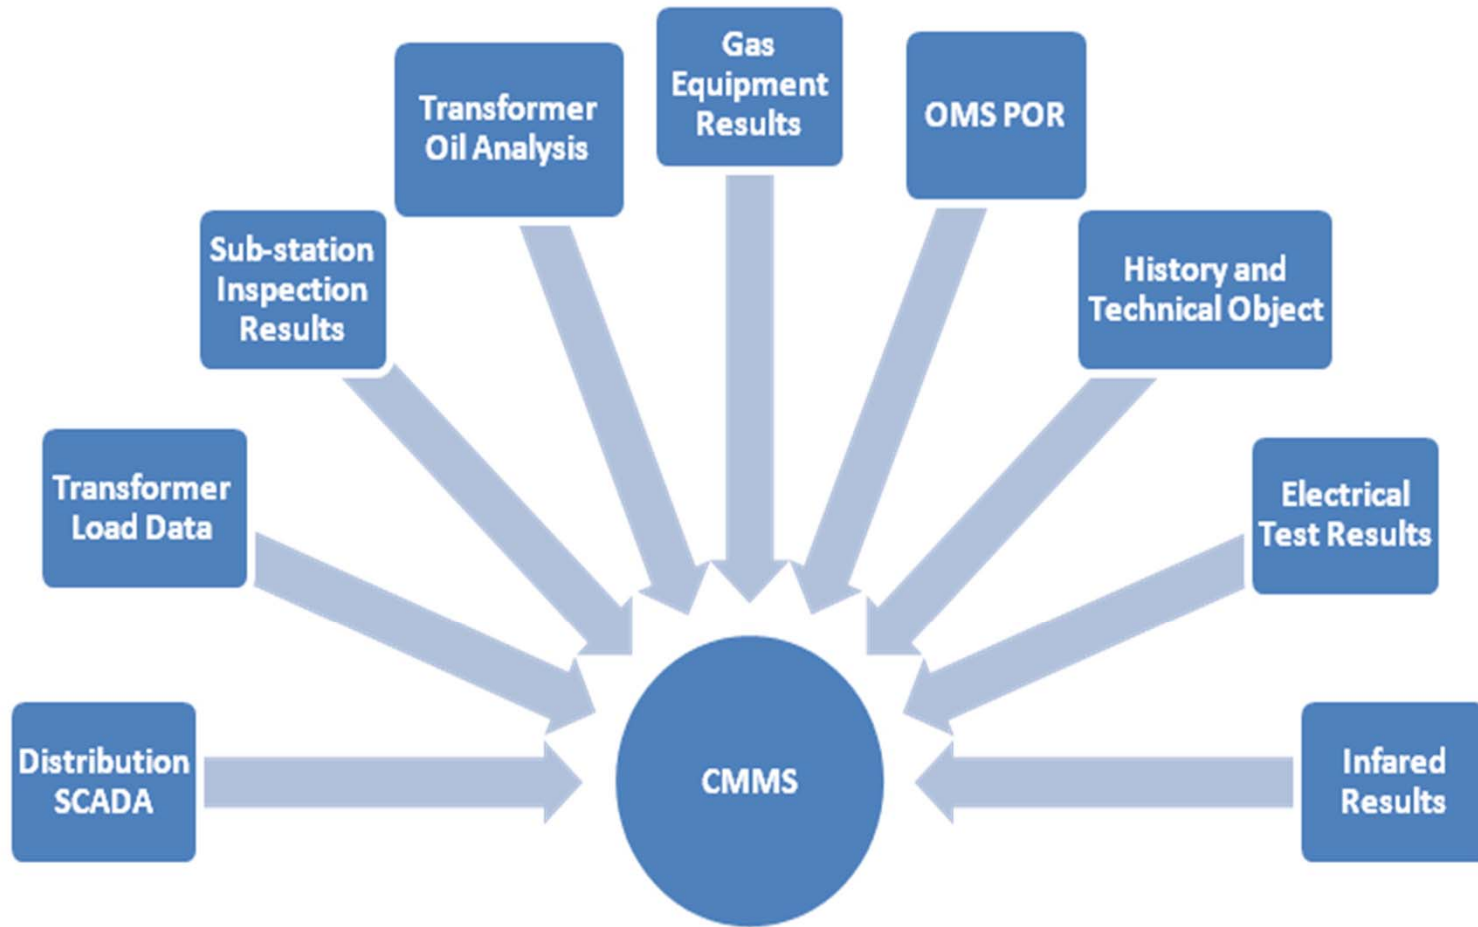 Gas
Equipment
Results
OMS POR
Transformer
Oil Analysis
Sub-station
Inspection
Results
History and
Technical Object
Transformer
Load Data
Electrical
Test Results
Distribution
SCADA
CMMS
Infared
Results